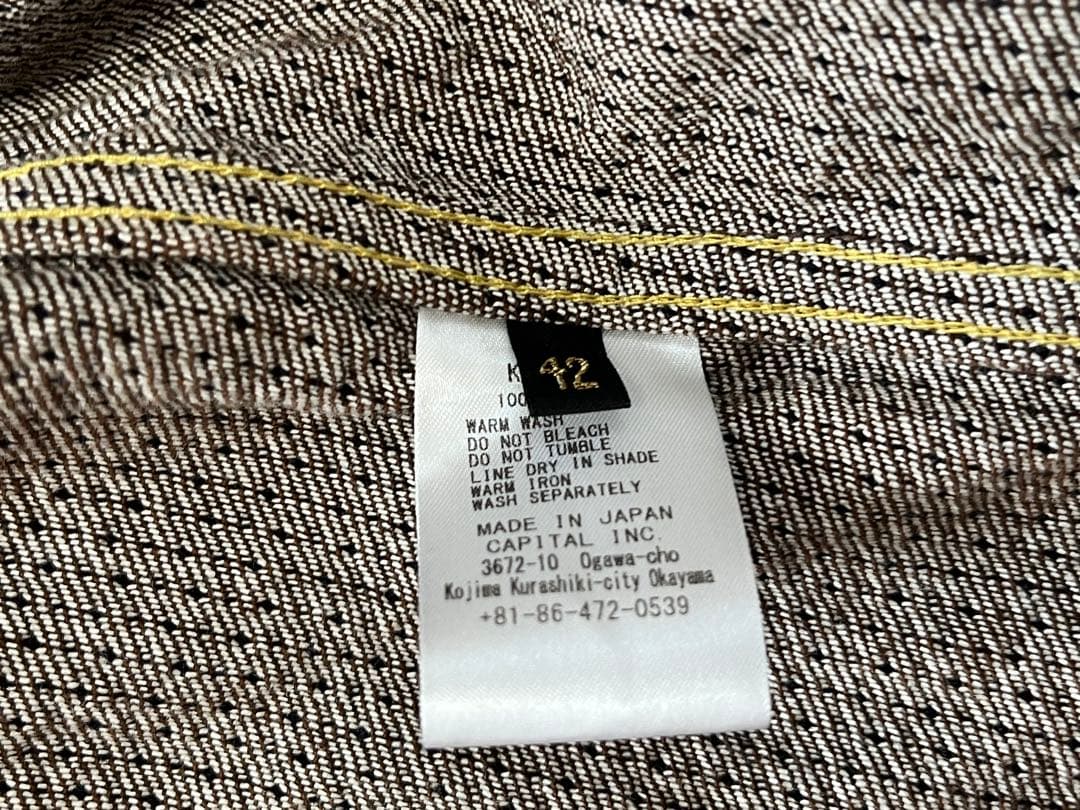 42
K
100
WARM WASH
DO NOT BLEACH
DO NOT TUMBLE
LINE DRY IN SHADE
WARM IRON
WASH SEPARATELY
MADE IN JAPAN
CAPITAL INC.
3672-10 Ogawa-cho
Kojima Kurashiki-city Okayama
+81-86-472-0539